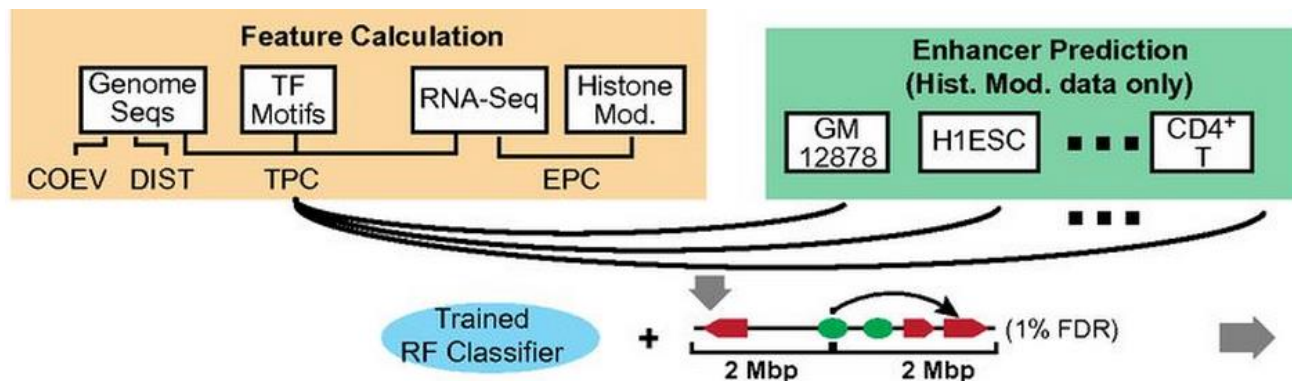 Feature Calculation
Genome
Seqs
TF
Motifs
RNA-Seq
Histone
Mod.
COEV
DIST
TPC
EPC
Enhancer Prediction
(Hist. Mod. data only)
GM
12878
H1ESC
CD4⁺
T
Trained
RF Classifier
+
(1% FDR)
2 Mbp
2 Mbp